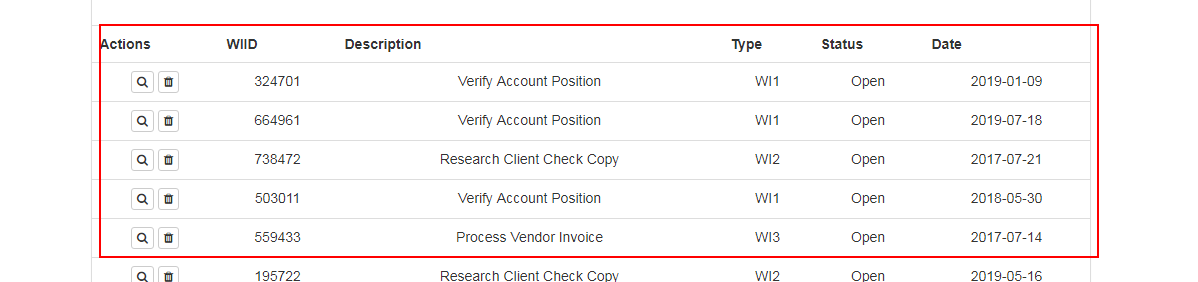 Actions WIID Description Type Status Date
324701 Verify Account Position WI1 Open 2019-01-09
664961 Verify Account Position WI1 Open 2019-07-18
738472 Research Client Check Copy WI2 Open 2017-07-21
503011 Verify Account Position WI1 Open 2018-05-30
559433 Process Vendor Invoice WI3 Open 2017-07-14
195722 Research Client Check Copy WI2 Open 2019-05-16